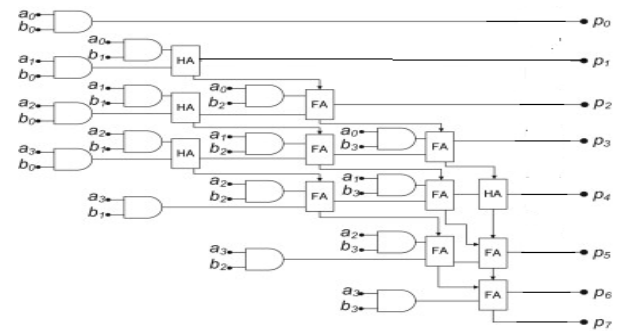 a₀ b₀ p₀
a₀ b₁ HA p₁
a₁ b₀
a₁ b₁ HA a₀ b₂ FA p₂
a₂ b₀
a₂ b₁ HA a₁ b₂ FA a₀ b₃ FA p₃
a₃ b₀
a₃ b₁ a₂ b₂ FA a₁ b₃ FA HA p₄
a₃ b₂ a₂ b₃ FA FA p₅
a₃ b₃ FA p₆
p₇